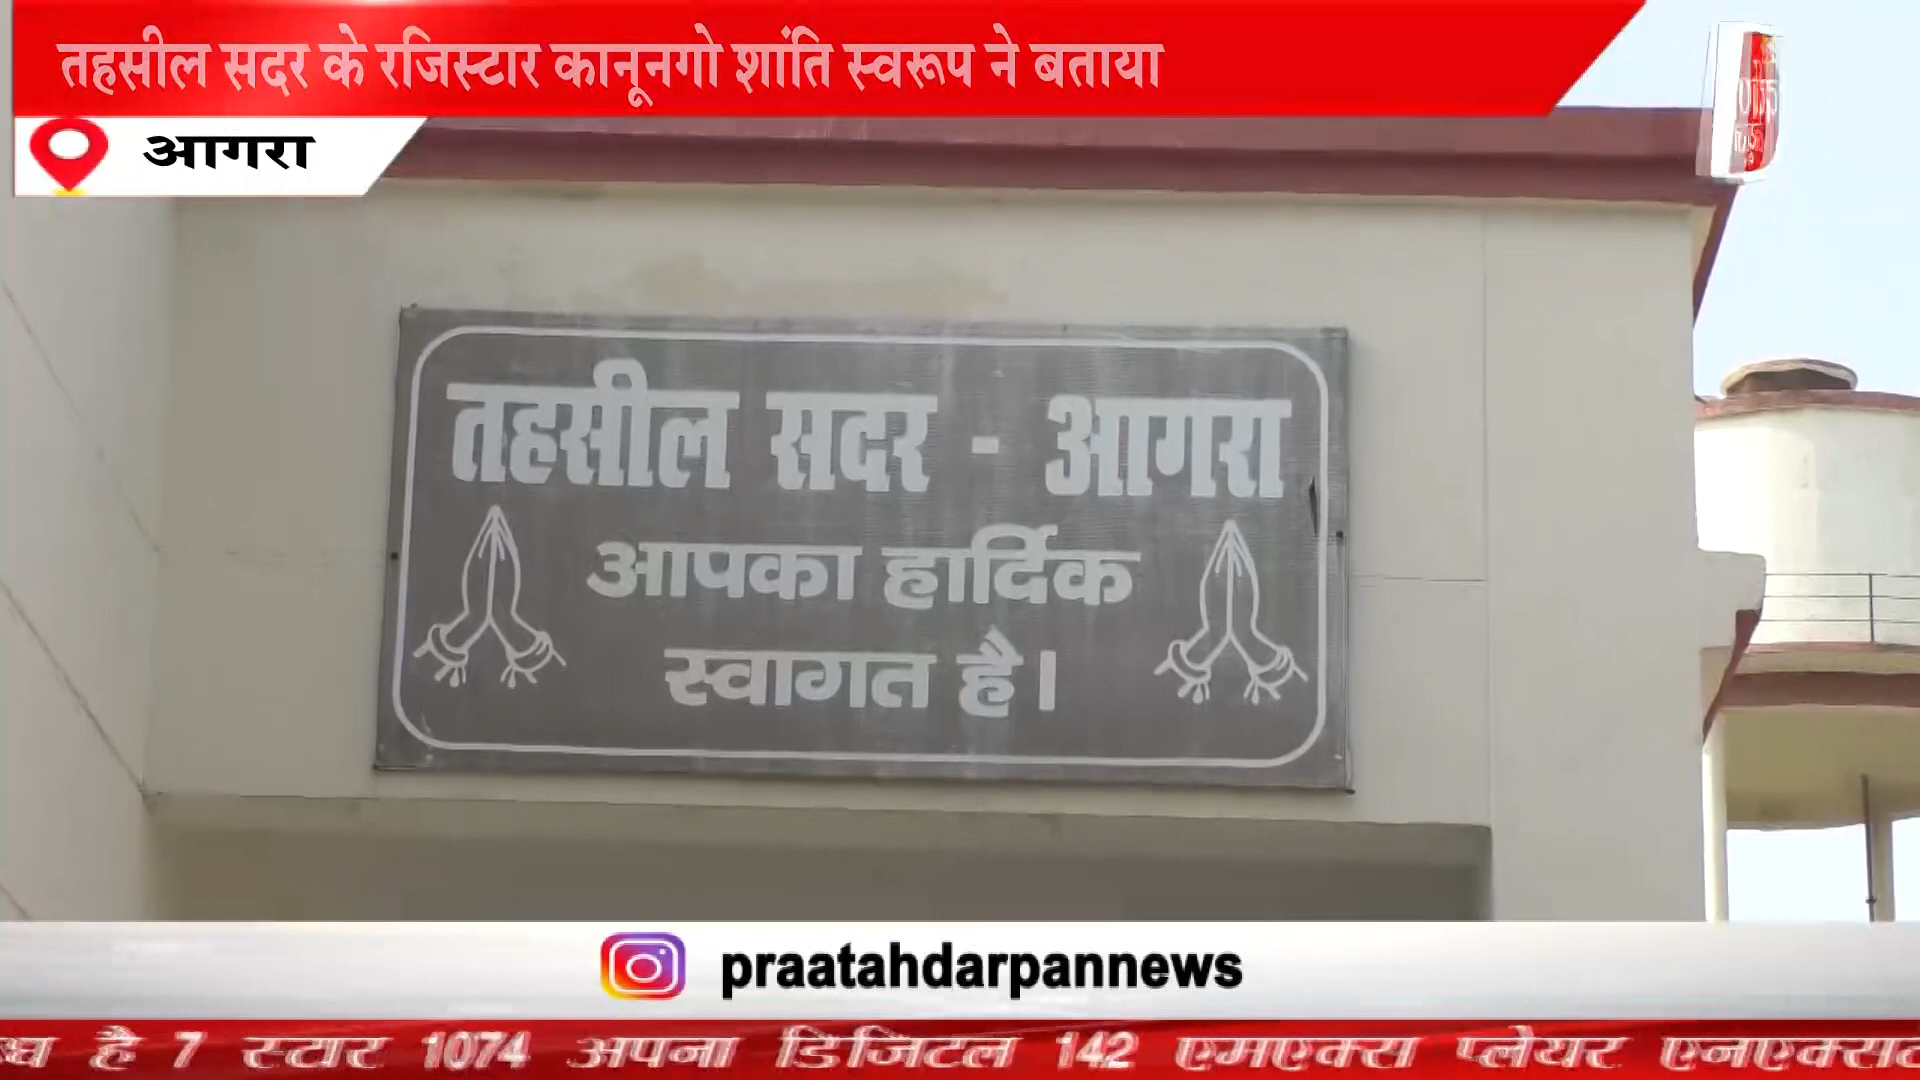 तहसील सदर के रजिस्टार कानूनगो शांति स्वरूप ने बताया
आगरा
तहसील सदर - आगरा
आपका हार्दिक
स्वागत है।
praatahdarpannews
है 7 स्टार 1074 अपना डिजिटल 142 एमएक्स प्लेयर